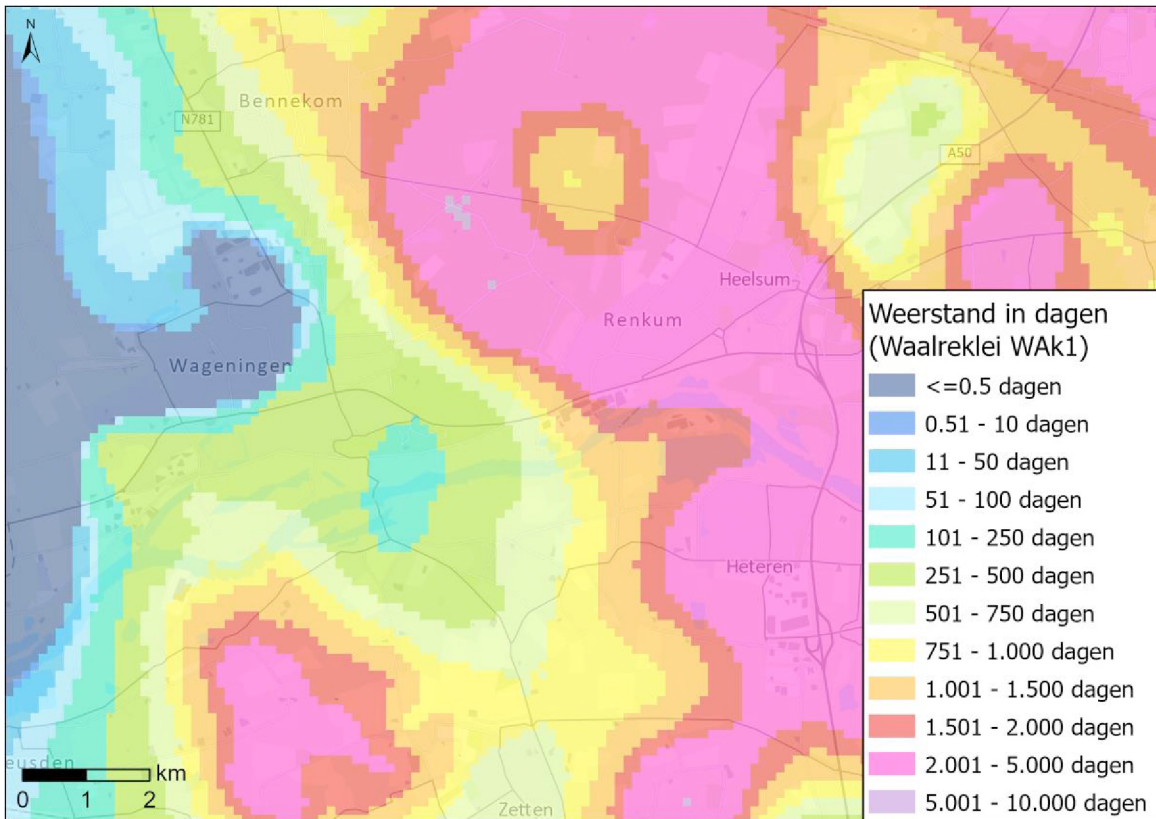 N
Bennekom
N781
A50
Heelsum
Renkum
Wageningen
Heteren
eusden
Zetten
km
0 1 2
Weerstand in dagen
(Waalreklei WAk1)
<=0.5 dagen
0.51 - 10 dagen
11 - 50 dagen
51 - 100 dagen
101 - 250 dagen
251 - 500 dagen
501 - 750 dagen
751 - 1.000 dagen
1.001 - 1.500 dagen
1.501 - 2.000 dagen
2.001 - 5.000 dagen
5.001 - 10.000 dagen